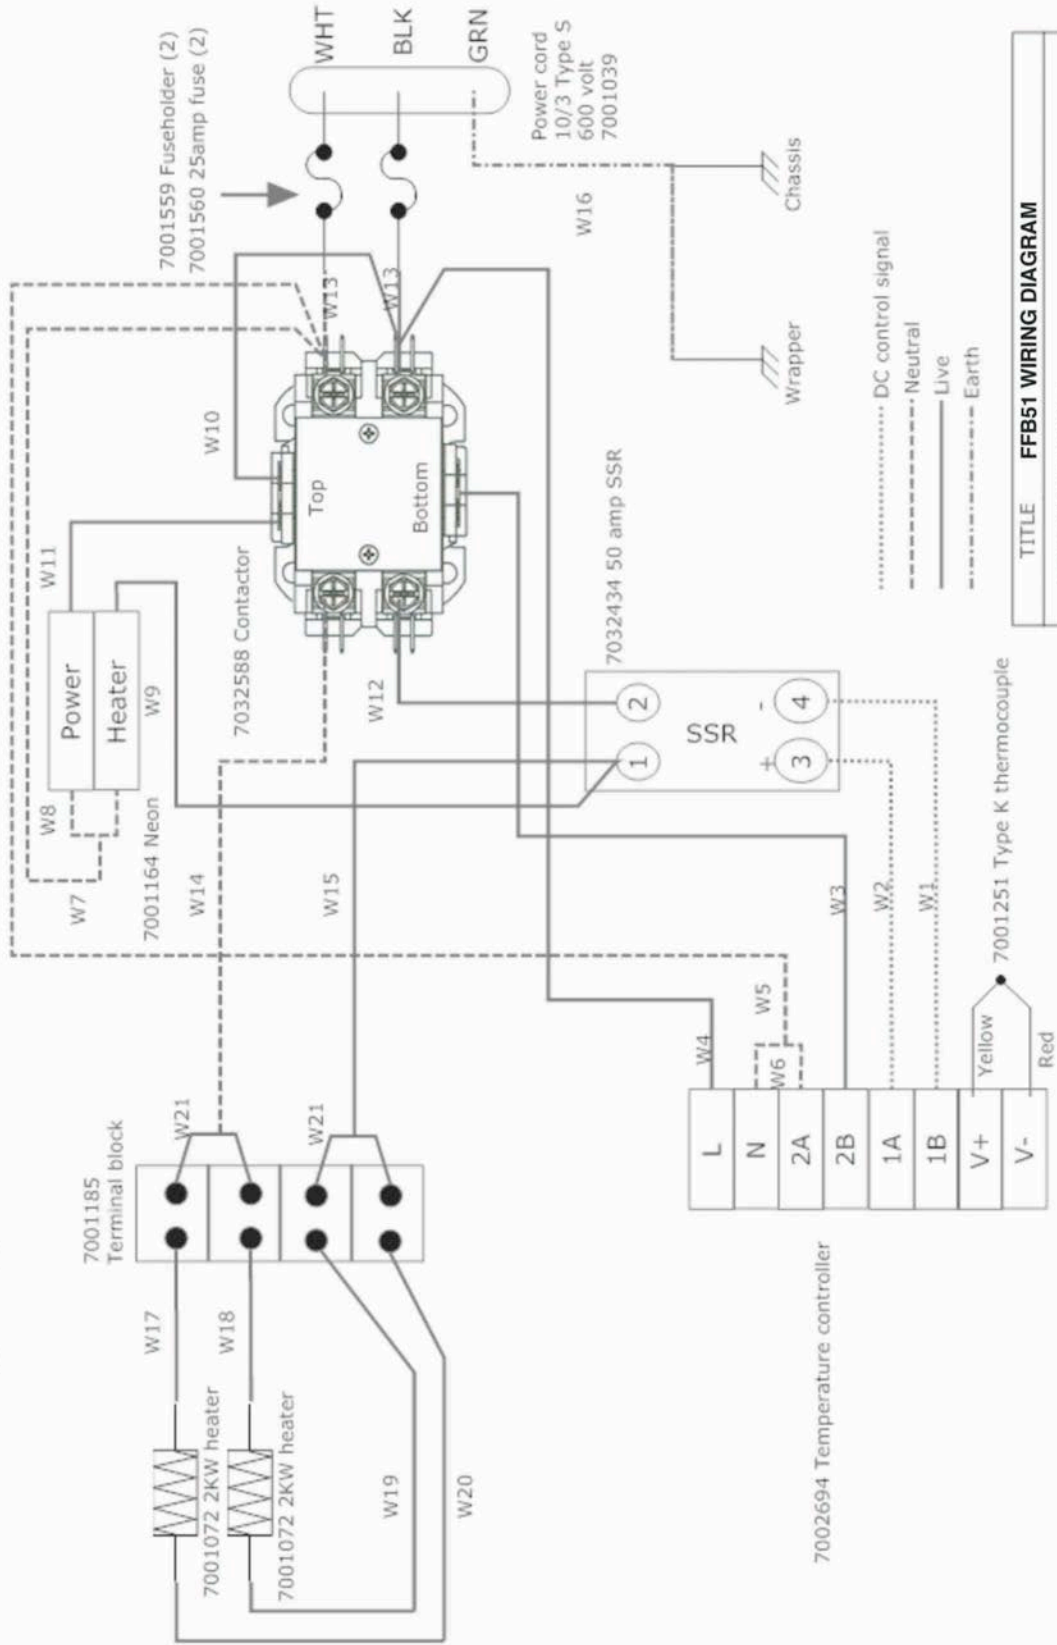 7001559 Fuseholder (2)
7001560 25amp fuse (2)
WHT
BLK
GRN
Power cord
10/3 Type S
600 volt
7001039
W13
W13
W16
Chassis
Wrapper
W10
W11
Power
Heater
W8
W9
W7
7001164 Neon
7032588 Contactor
Top
Bottom
W12
7032434 50 amp SSR
SSR
1
2
+
3
-
4
DC control signal
Neutral
Live
Earth
TITLE
FFB51 WIRING DIAGRAM
W14
W15
W3
W2
W1
7001251 Type K thermocouple
Yellow
Red
W4
W5
W6
L
N
2A
2B
1A
1B
V+
V-
7002694 Temperature controller
7001185
Terminal block
W21
W21
W17
W18
7001072 2KW heater
7001072 2KW heater
W19
W20